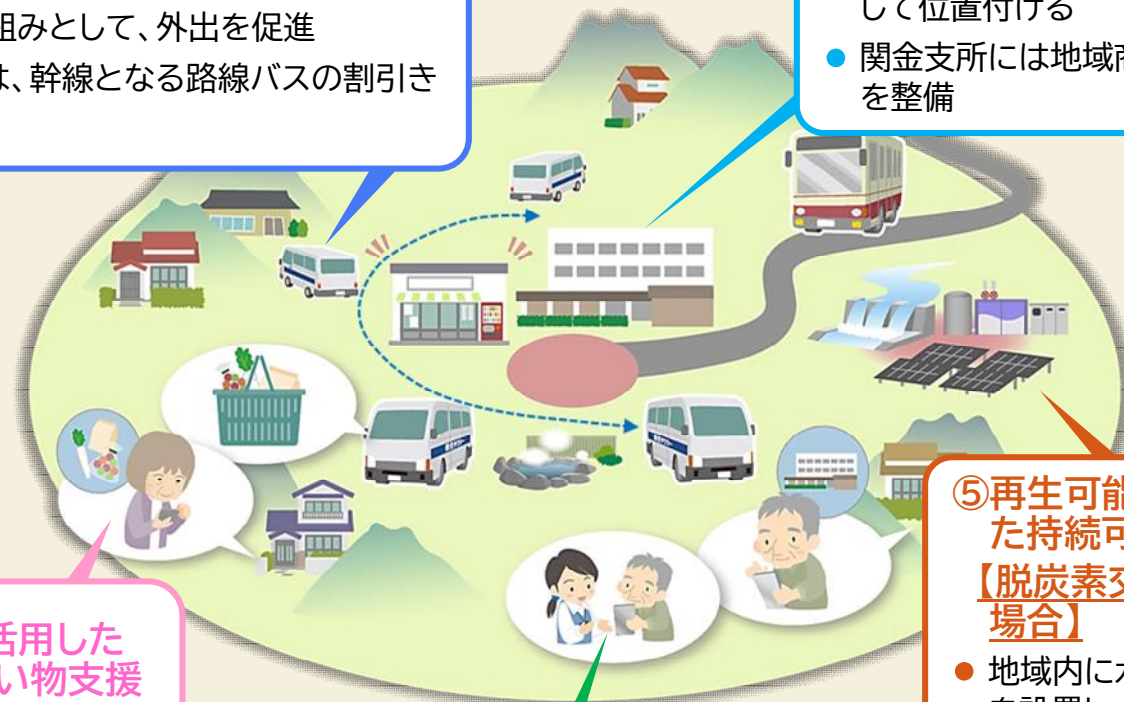 組みとして、外出を促進
は、幹線となる路線バスの割引き
して位置付ける
● 関金支所には地域商
を整備
⑤再生可能
た持続可
【脱炭素交
場合】
● 地域内に水
活用した
い物支援